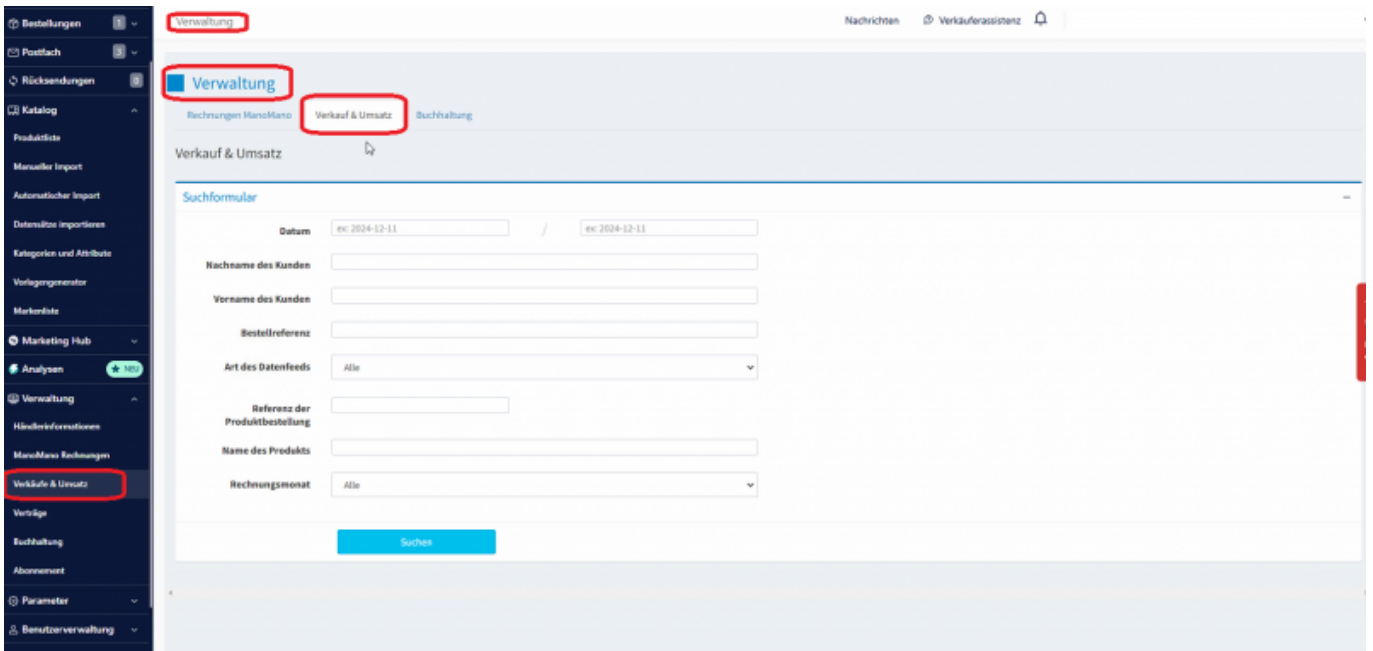 Bestellungen 1
Postfach 3
Rücksendungen 0
Katalog
Produktliste
Manueller Import
Automatischer Import
Datensätze importieren
Kategorien und Attribute
Vorlagengenerator
Markenliste
Marketing Hub
Analysen NEU
Verwaltung
Händlerinformationen
ManoMano Rechnungen
Verkäufe & Umsatz
Verträge
Buchhaltung
Abonnement
Parameter
Benutzerverwaltung
Verwaltung
Nachrichten Verkäuferassistenz
Verwaltung
Rechnungen ManoMano Verkauf & Umsatz Buchhaltung
Verkauf & Umsatz
Suchformular
Datum ex: 2024-12-11 / ex: 2024-12-11
Nachname des Kunden
Vorname des Kunden
Bestellreferenz
Art des Datenfeeds Alle
Referenz der
Produktbestellung
Name des Produkts
Rechnungsmonat Alle
Suchen